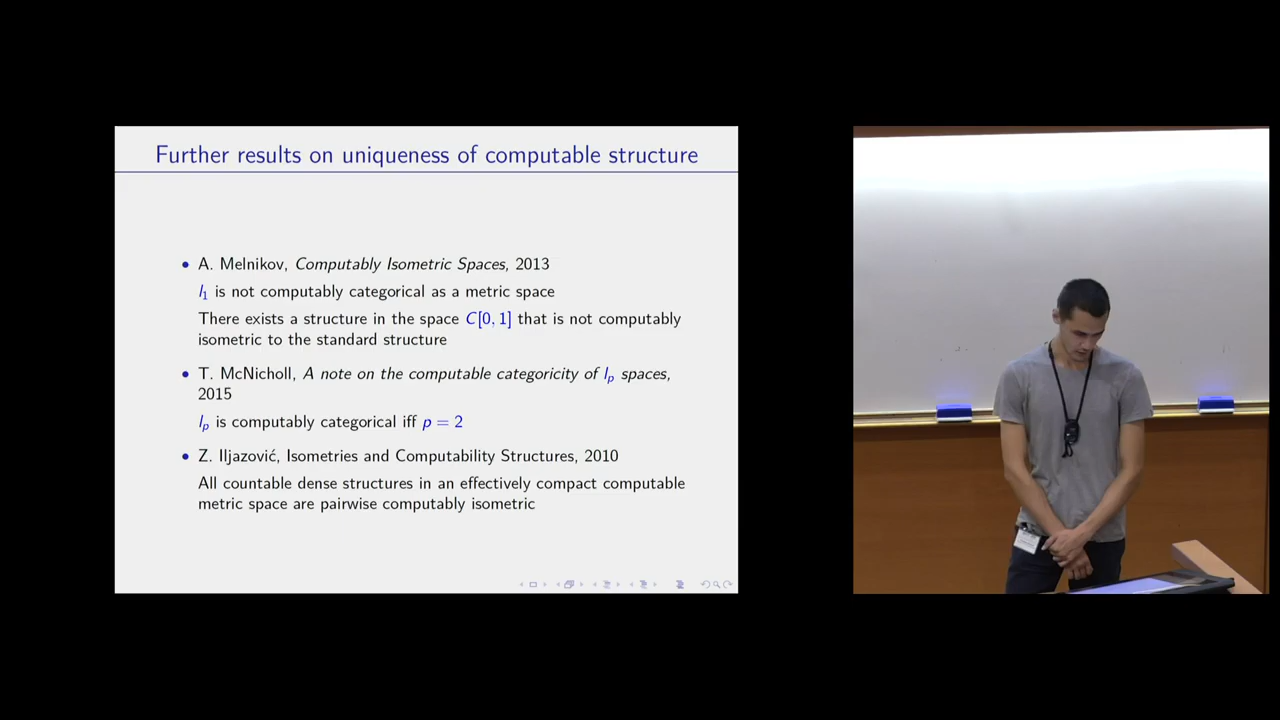 Further results on uniqueness of computable structure
• A. Melnikov, Computably Isometric Spaces, 2013
l₁ is not computably categorical as a metric space
There exists a structure in the space C[0, 1] that is not computably
isometric to the standard structure
• T. McNicholl, A note on the computable categoricity of lₚ spaces,
2015
lₚ is computably categorical iff p = 2
• Z. Iljazović, Isometries and Computability Structures, 2010
All countable dense structures in an effectively compact computable
metric space are pairwise computably isometric